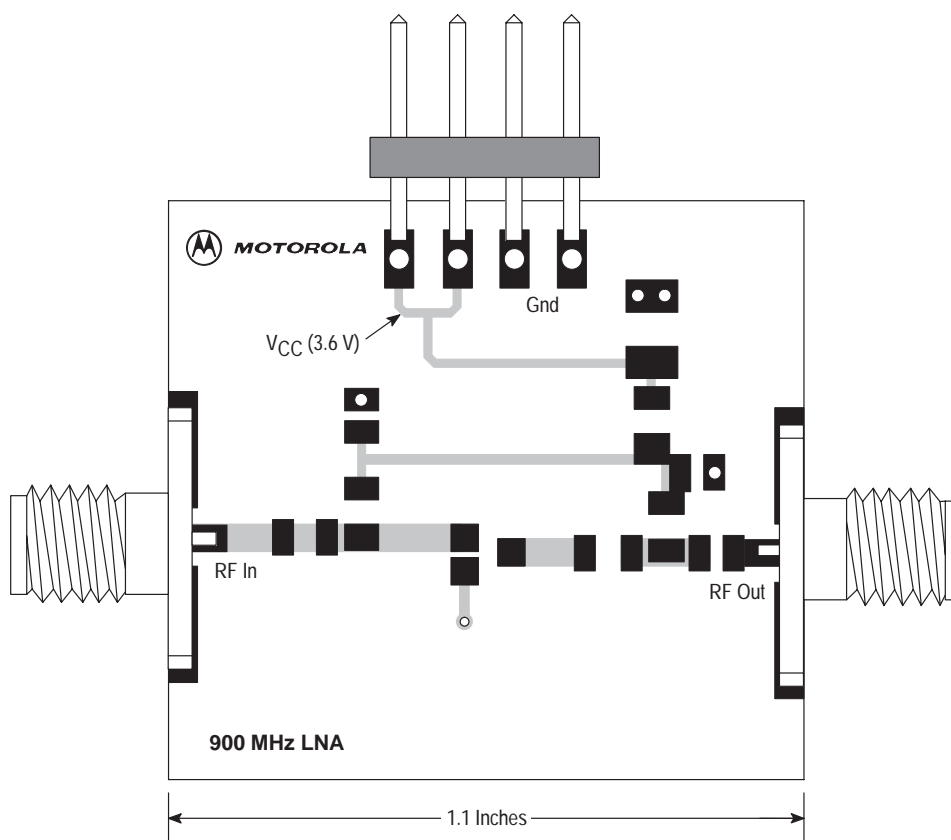 MOTOROLA
Gnd
VCC (3.6 V)
RF In
RF Out
900 MHz LNA
1.1 Inches